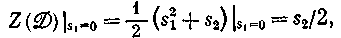 Z(𝒟)|_{s_1=0} = \frac{1}{2}(s_1^2 + s_2)|_{s_1=0} = s_2/2,